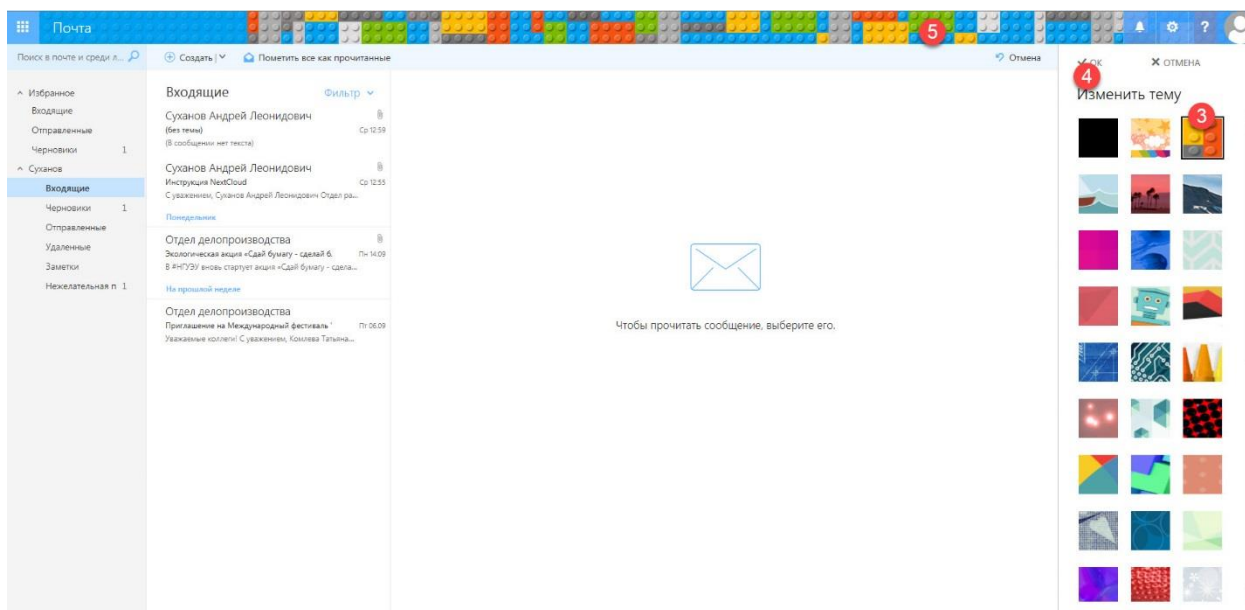 Почта
5
?
Поиск в почте и среди л...
Создать
Пометить все как прочитанные
Отмена
ОК
ОТМЕНА
4
Изменить тему
3
Избранное
Входящие
Отправленные
Черновики 1
Суханов
Входящие
Черновики 1
Отправленные
Удаленные
Заметки
Нежелательная п 1
Входящие
Фильтр
Суханов Андрей Леонидович
(без темы) Ср 12:59
(В сообщении нет текста)
Суханов Андрей Леонидович
Инструкция NextCloud Ср 12:55
С уважением, Суханов Андрей Леонидович Отдел ра...
Понедельник
Отдел делопроизводства
Экологическая акция «Сдай бумагу - сделай б. Пн 14:09
В #НГУЭУ вновь стартует акция «Сдай бумагу - сдела...
На прошлой неделе
Отдел делопроизводства
Приглашение на Международный фестиваль " Пт 06.09
Уважаемые коллеги! С уважением, Комлева Татьяна...
Чтобы прочитать сообщение, выберите его.